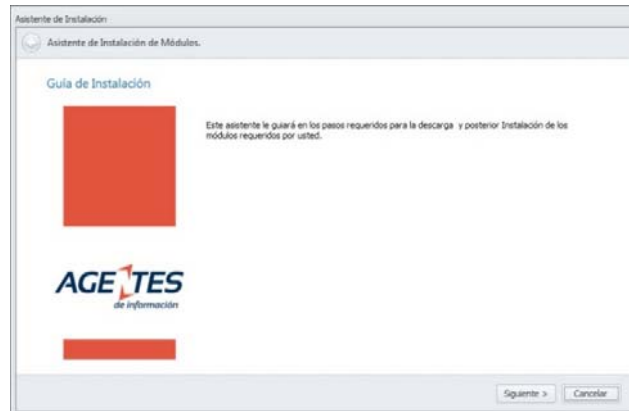 Asistente de Instalación
Asistente de Instalación de Módulos.
Guía de Instalación
Este asistente le guiará en los pasos requeridos para la descarga y posterior Instalación de los
módulos requeridos por usted.
AGENTES
de información
Siguiente >
Cancelar